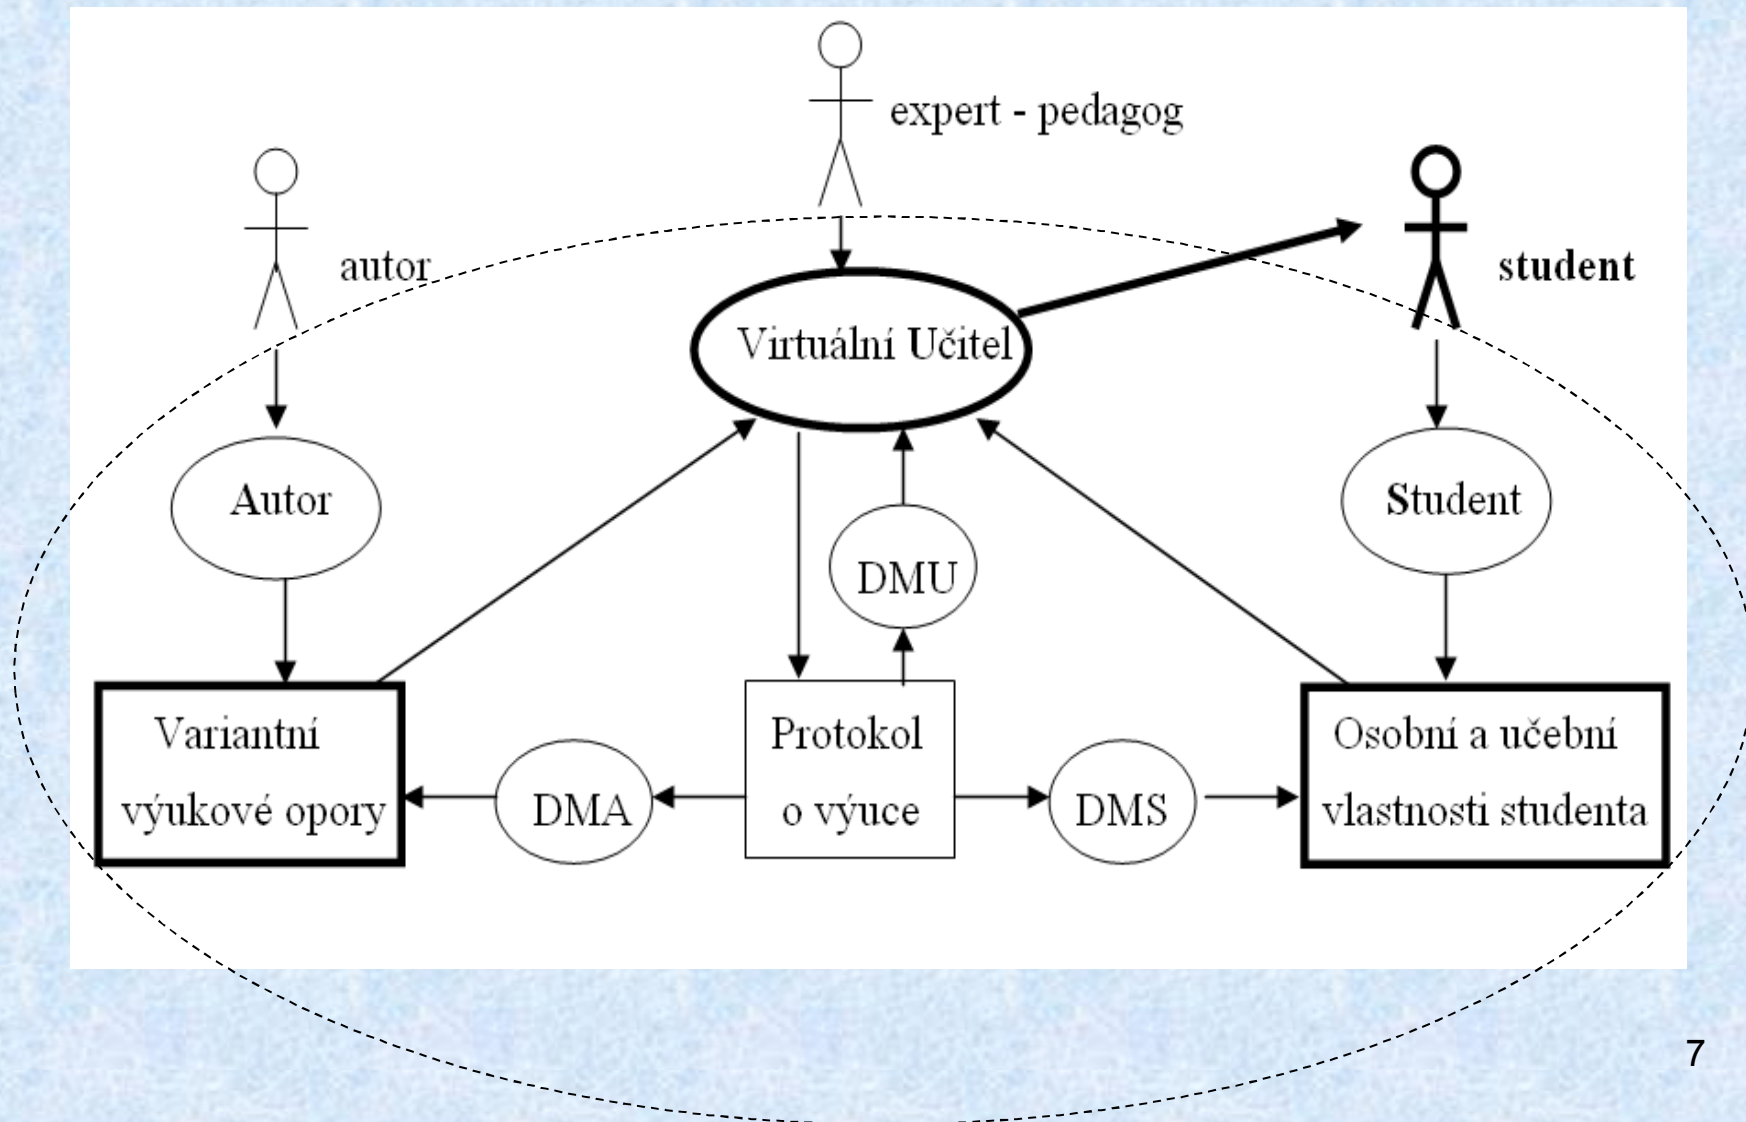 expert - pedagog
autor
student
Virtuální Učitel
Autor
Student
DMU
Variantní
výukové opory
DMA
Protokol
o výuce
DMS
Osobní a učební
vlastnosti studenta
7